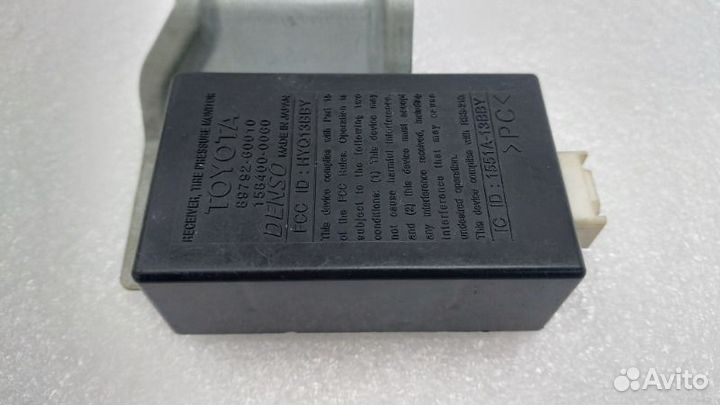 RECEIVER, TIRE PRESSURE MONITOR
TOYOTA
89792-60010
156400-0060
DENSO MADE IN JAPAN
FCC ID : HYQ13BBY
This device complies with Part 15
of the FCC Rules. Operation is
subject to the following two
conditions: (1) This device may
not cause harmful interference,
and (2) this device must accept
any interference received, including
interference that may cause
undesired operation.
This device complies with RSS-210.
IC ID : 1551A-13BBY
>PC<
Avito